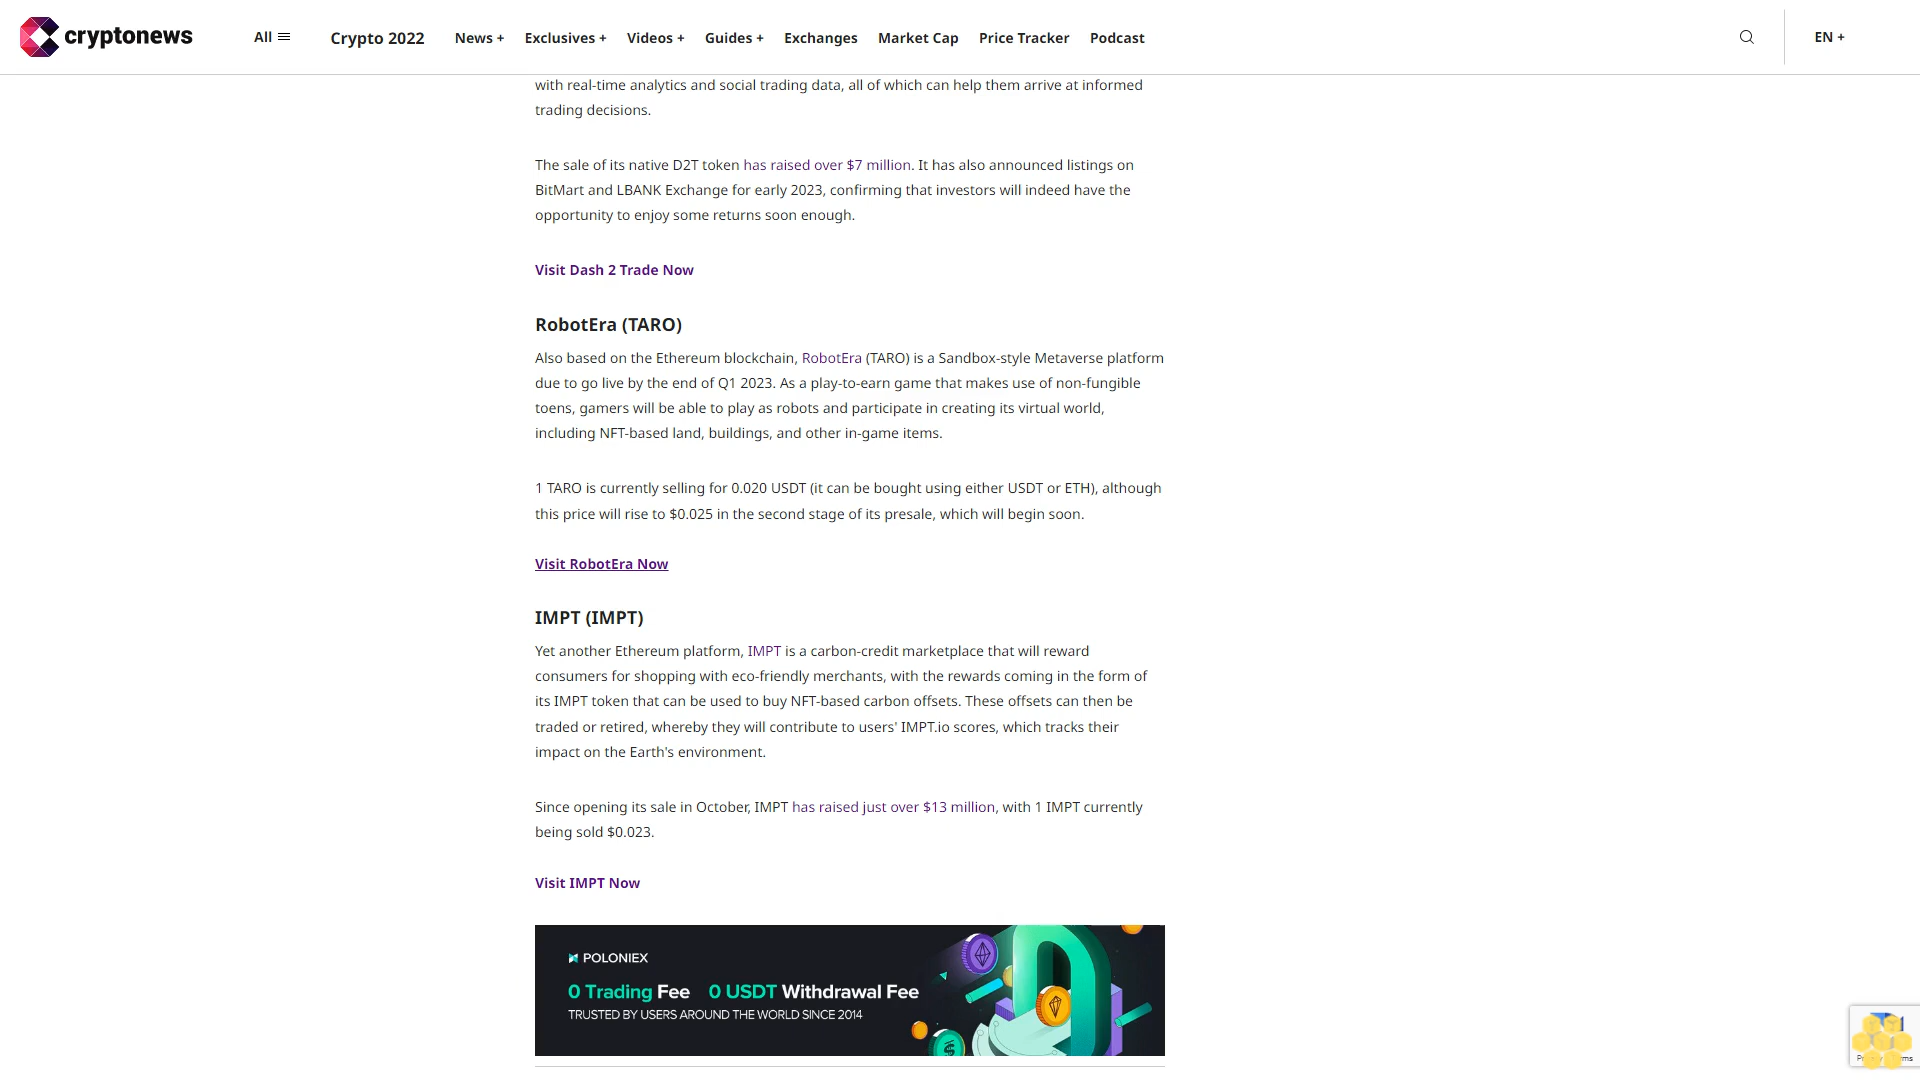 cryptonews
All
Crypto 2022
News +
Exclusives +
Videos +
Guides +
Exchanges
Market Cap
Price Tracker
Podcast
EN +
with real-time analytics and social trading data, all of which can help them arrive at informed
trading decisions.
The sale of its native D2T token has raised over $7 million. It has also announced listings on
BitMart and LBANK Exchange for early 2023, confirming that investors will indeed have the
opportunity to enjoy some returns soon enough.
Visit Dash 2 Trade Now
RobotEra (TARO)
Also based on the Ethereum blockchain, RobotEra (TARO) is a Sandbox-style Metaverse platform
due to go live by the end of Q1 2023. As a play-to-earn game that makes use of non-fungible
toens, gamers will be able to play as robots and participate in creating its virtual world,
including NFT-based land, buildings, and other in-game items.
1 TARO is currently selling for 0.020 USDT (it can be bought using either USDT or ETH), although
this price will rise to $0.025 in the second stage of its presale, which will begin soon.
Visit RobotEra Now
IMPT (IMPT)
Yet another Ethereum platform, IMPT is a carbon-credit marketplace that will reward
consumers for shopping with eco-friendly merchants, with the rewards coming in the form of
its IMPT token that can be used to buy NFT-based carbon offsets. These offsets can then be
traded or retired, whereby they will contribute to users' IMPT.io scores, which tracks their
impact on the Earth's environment.
Since opening its sale in October, IMPT has raised just over $13 million, with 1 IMPT currently
being sold $0.023.
Visit IMPT Now
POLONIEX
0 Trading Fee 0 USDT Withdrawal Fee
TRUSTED BY USERS AROUND THE WORLD SINCE 2014